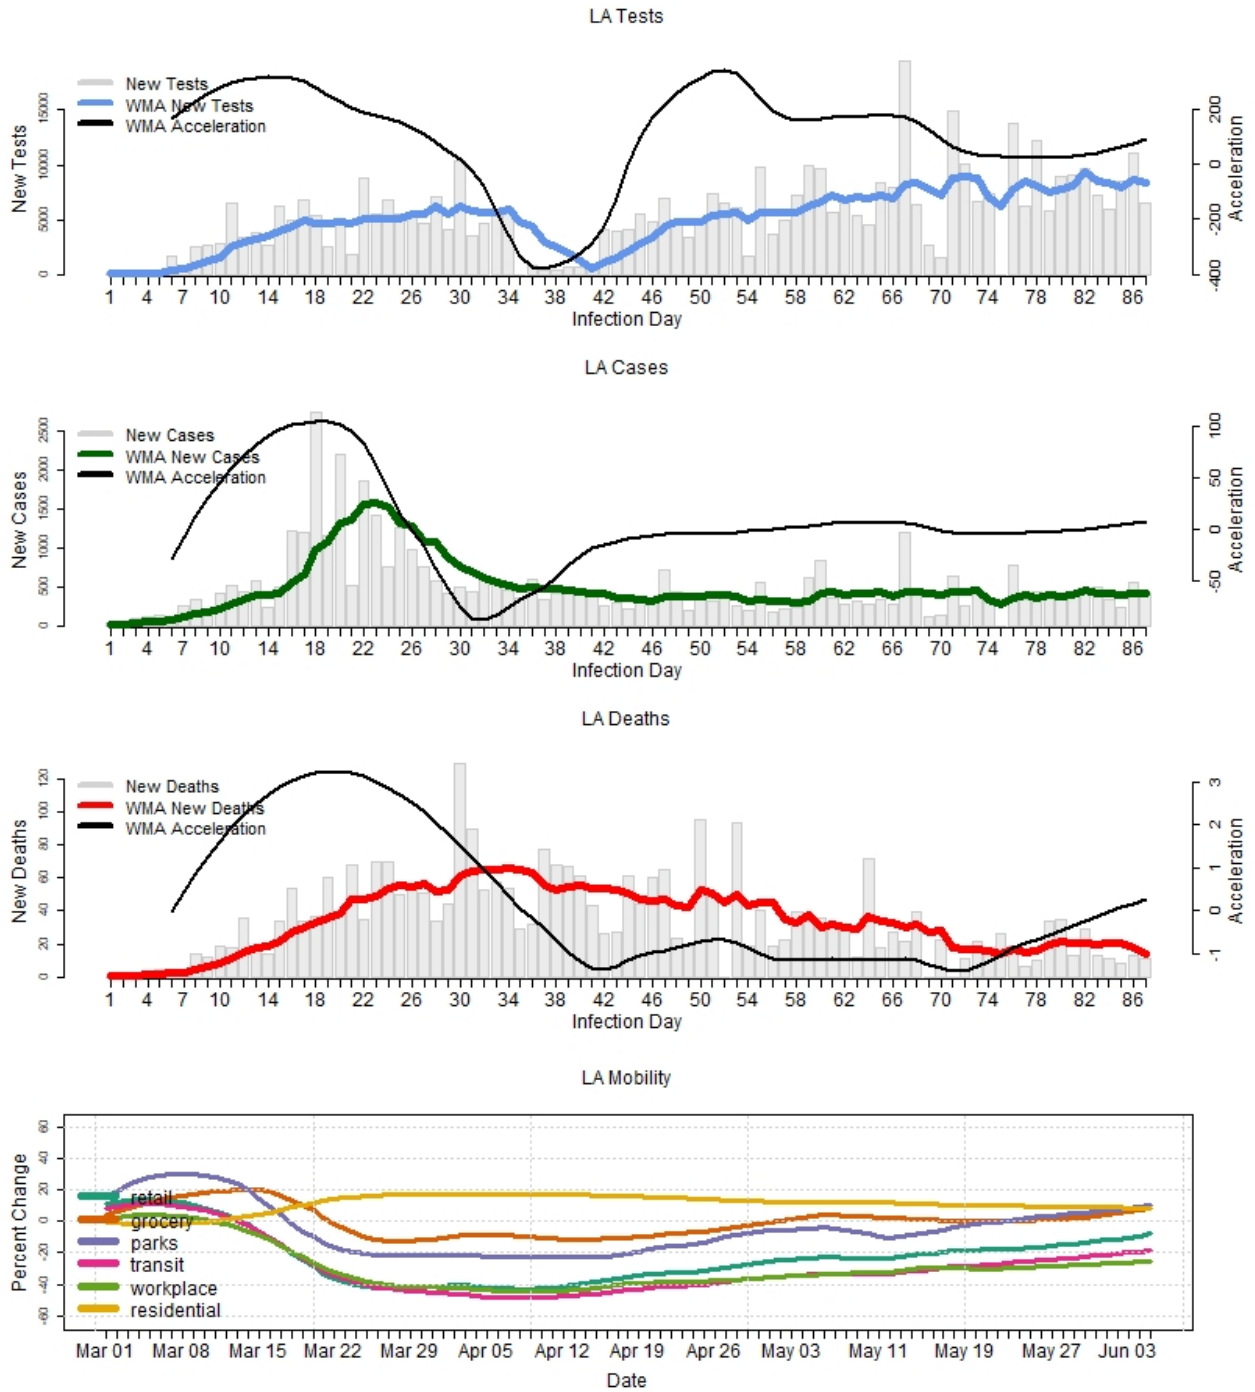 LA Tests
New Tests
WMA New Tests
WMA Acceleration
New Tests
0 5000 10000 15000
Acceleration
-400 -200 0 200
1 4 7 10 14 18 22 26 30 34 38 42 46 50 54 58 62 66 70 74 78 82 86
Infection Day
LA Cases
New Cases
WMA New Cases
WMA Acceleration
New Cases
0 500 1000 1500 2000 2500
Acceleration
-50 0 50 100
1 4 7 10 14 18 22 26 30 34 38 42 46 50 54 58 62 66 70 74 78 82 86
Infection Day
LA Deaths
New Deaths
WMA New Deaths
WMA Acceleration
New Deaths
0 20 40 60 80 100 120
Acceleration
-1 0 1 2 3
1 4 7 10 14 18 22 26 30 34 38 42 46 50 54 58 62 66 70 74 78 82 86
Infection Day
LA Mobility
retail
grocery
parks
transit
workplace
residential
Percent Change
-60 -40 -20 0 20 40 60
Mar 01 Mar 08 Mar 15 Mar 22 Mar 29 Apr 05 Apr 12 Apr 19 Apr 26 May 03 May 11 May 19 May 27 Jun 03
Date